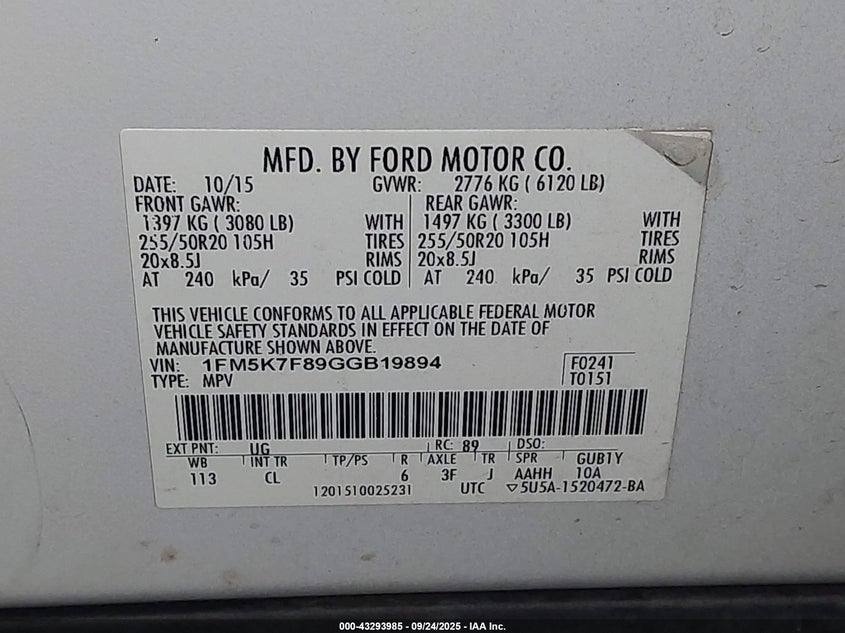 MFD. BY FORD MOTOR CO.
DATE: 10/15 GVWR: 2776 KG ( 6120 LB)
FRONT GAWR: REAR GAWR:
1397 KG ( 3080 LB) WITH 1497 KG ( 3300 LB) WITH
255/50R20 105H TIRES 255/50R20 105H TIRES
20x8.5J RIMS 20x8.5J RIMS
AT 240 kPa/ 35 PSI COLD AT 240 kPa/ 35 PSI COLD
THIS VEHICLE CONFORMS TO ALL APPLICABLE FEDERAL MOTOR
VEHICLE SAFETY STANDARDS IN EFFECT ON THE DATE OF
MANUFACTURE SHOWN ABOVE.
VIN: 1FM5K7F89GGB19894 F0241
TYPE: MPV T0151
EXT PNT: UG RC: 89 DSO:
WB INT TR TP/PS R AXLE TR SPR GUB1Y
113 CL 6 3F J AAHH 10A
1201510025231 UTC ▽5U5A-1520472-BA
000-43293985 - 09/24/2025 - IAA Inc.